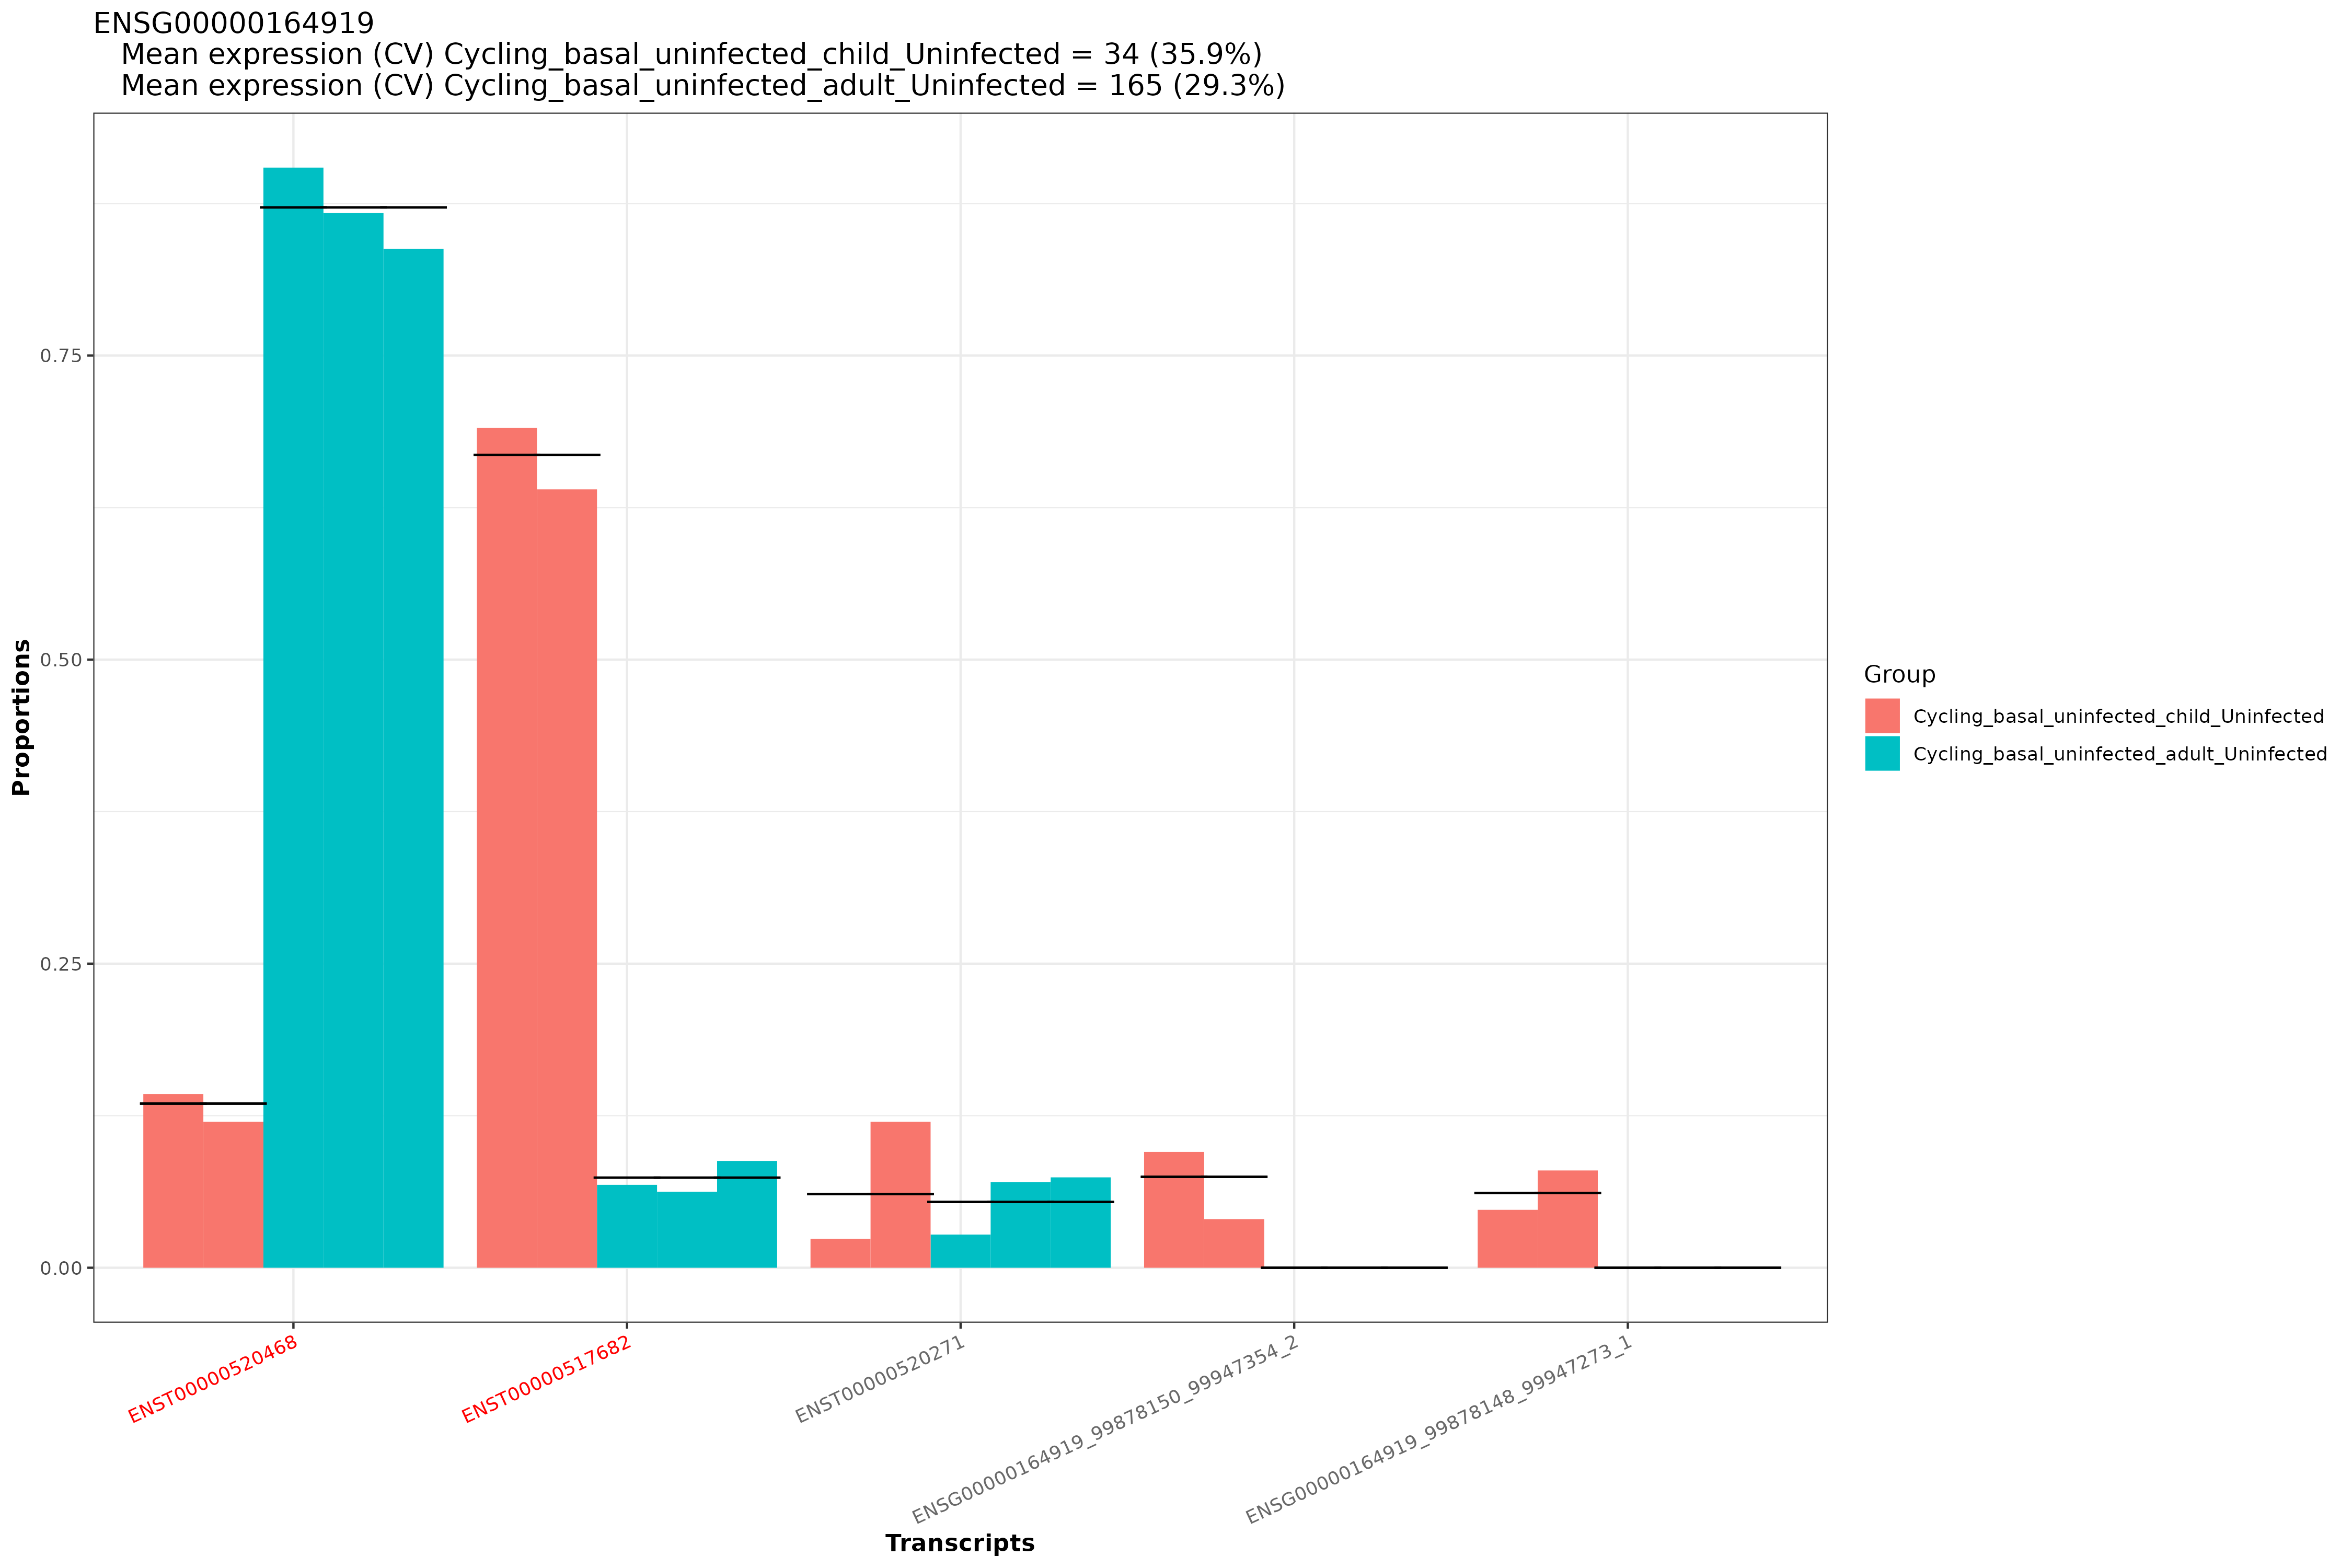 ENSG00000164919
Mean expression (CV) Cycling_basal_uninfected_child_Uninfected = 34 (35.9%)
Mean expression (CV) Cycling_basal_uninfected_adult_Uninfected = 165 (29.3%)
Proportions
0.75
0.50
0.25
0.00
ENST00000520468
ENST00000517682
ENST00000520271
ENSG00000164919_99878150_99947354_2
ENSG00000164919_99878148_99947273_1
Transcripts
Group
Cycling_basal_uninfected_child_Uninfected
Cycling_basal_uninfected_adult_Uninfected